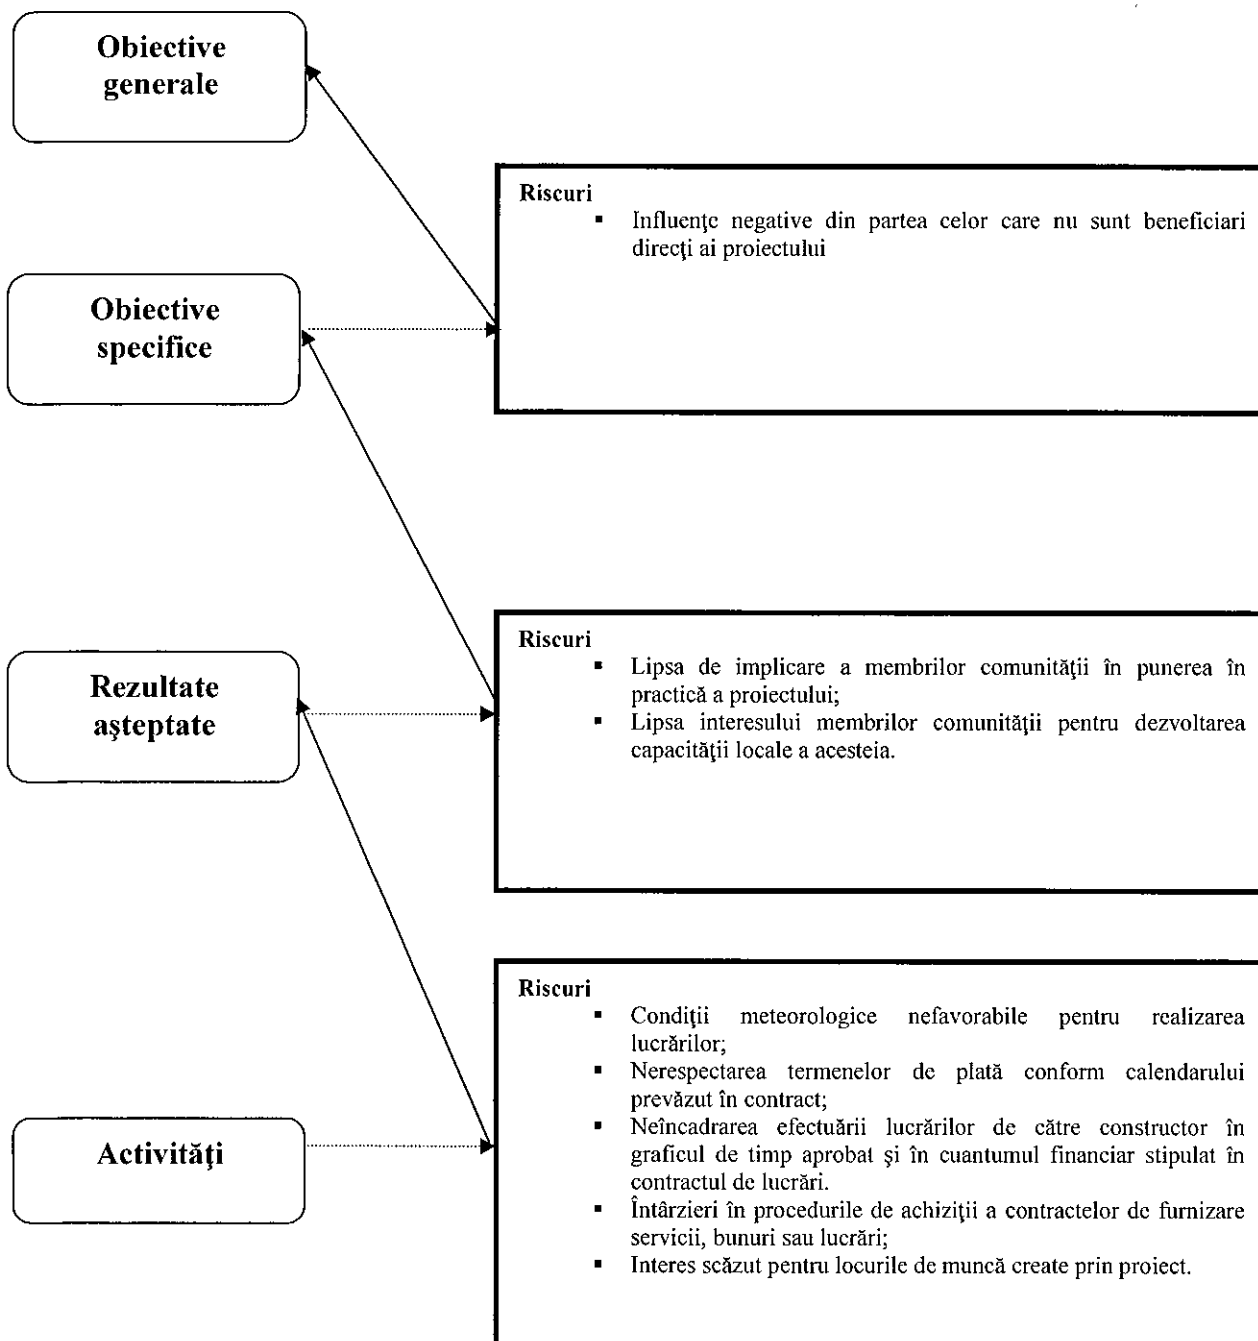 Obiective
generale
Riscuri
▪ Influenţe negative din partea celor care nu sunt beneficiari
direcţi ai proiectului
Obiective
specifice
Riscuri
▪ Lipsa de implicare a membrilor comunităţii în punerea în
practică a proiectului;
▪ Lipsa interesului membrilor comunităţii pentru dezvoltarea
capacităţii locale a acesteia.
Rezultate
aşteptate
Riscuri
▪ Condiţii meteorologice nefavorabile pentru realizarea
lucrărilor;
▪ Nerespectarea termenelor de plată conform calendarului
prevăzut în contract;
▪ Neîncadrarea efectuării lucrărilor de către constructor în
graficul de timp aprobat şi în cuantumul financiar stipulat în
contractul de lucrări.
▪ Întârzieri în procedurile de achiziţii a contractelor de furnizare
servicii, bunuri sau lucrări;
▪ Interes scăzut pentru locurile de muncă create prin proiect.
Activităţi